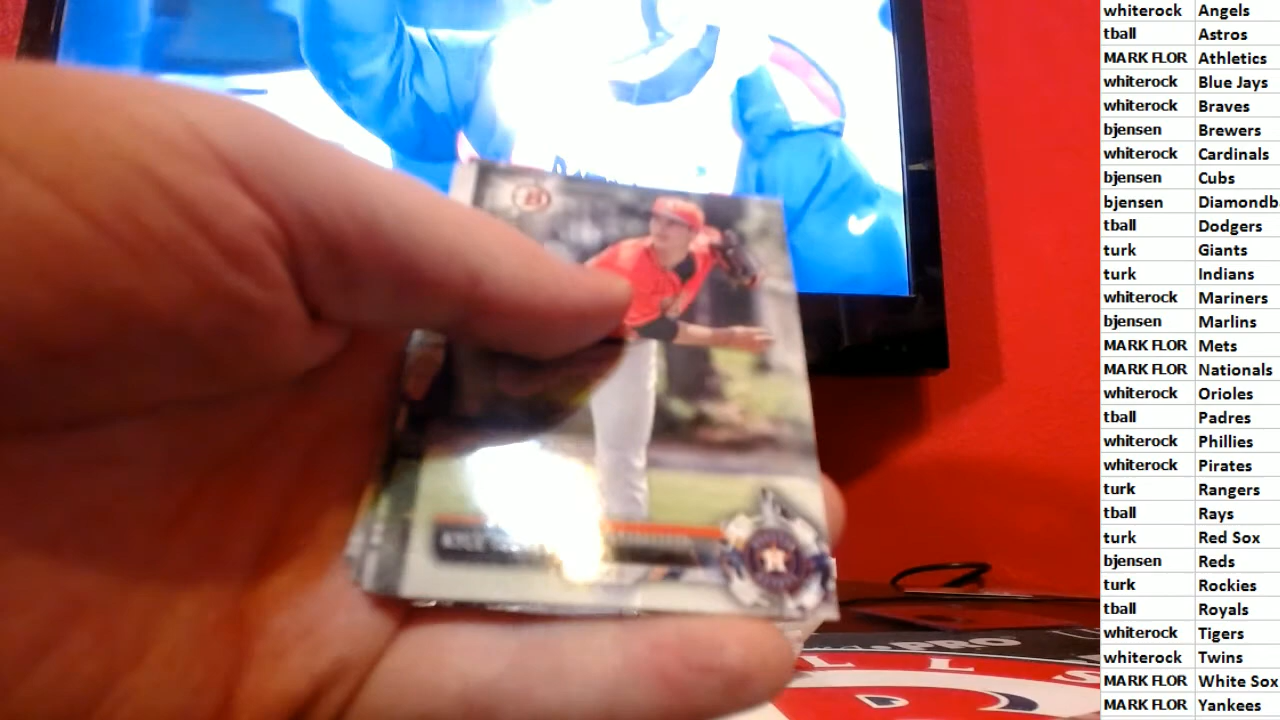 whiterock Angels
tball Astros
MARK FLOR Athletics
whiterock Blue Jays
whiterock Braves
bjensen Brewers
whiterock Cardinals
bjensen Cubs
bjensen Diamondb
tball Dodgers
turk Giants
turk Indians
whiterock Mariners
bjensen Marlins
MARK FLOR Mets
MARK FLOR Nationals
whiterock Orioles
tball Padres
whiterock Phillies
whiterock Pirates
turk Rangers
tball Rays
turk Red Sox
bjensen Reds
turk Rockies
tball Royals
whiterock Tigers
whiterock Twins
MARK FLOR White Sox
MARK FLOR Yankees
B
KYLE
PRO